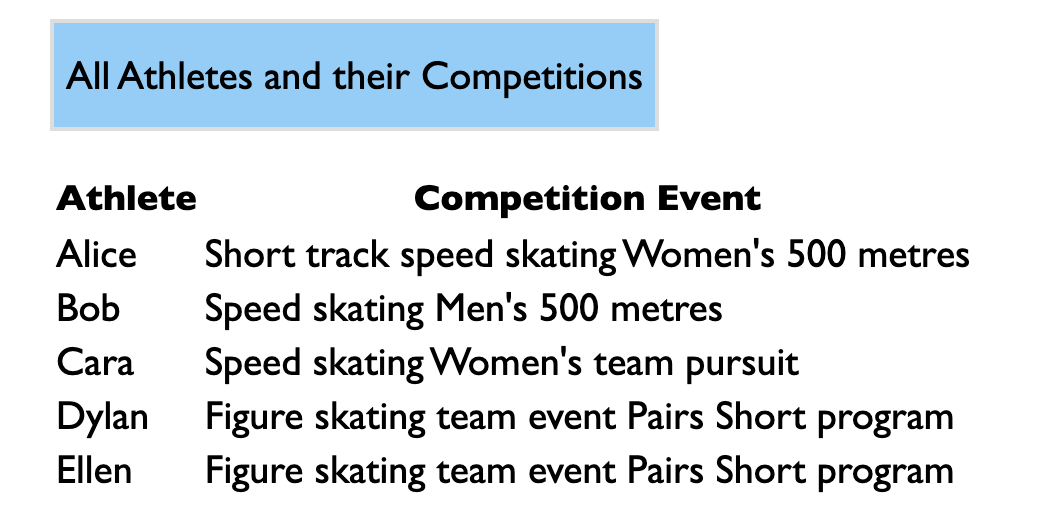 All Athletes and their Competitions
Athlete Competition Event
Alice Short track speed skating Women's 500 metres
Bob Speed skating Men's 500 metres
Cara Speed skating Women's team pursuit
Dylan Figure skating team event Pairs Short program
Ellen Figure skating team event Pairs Short program